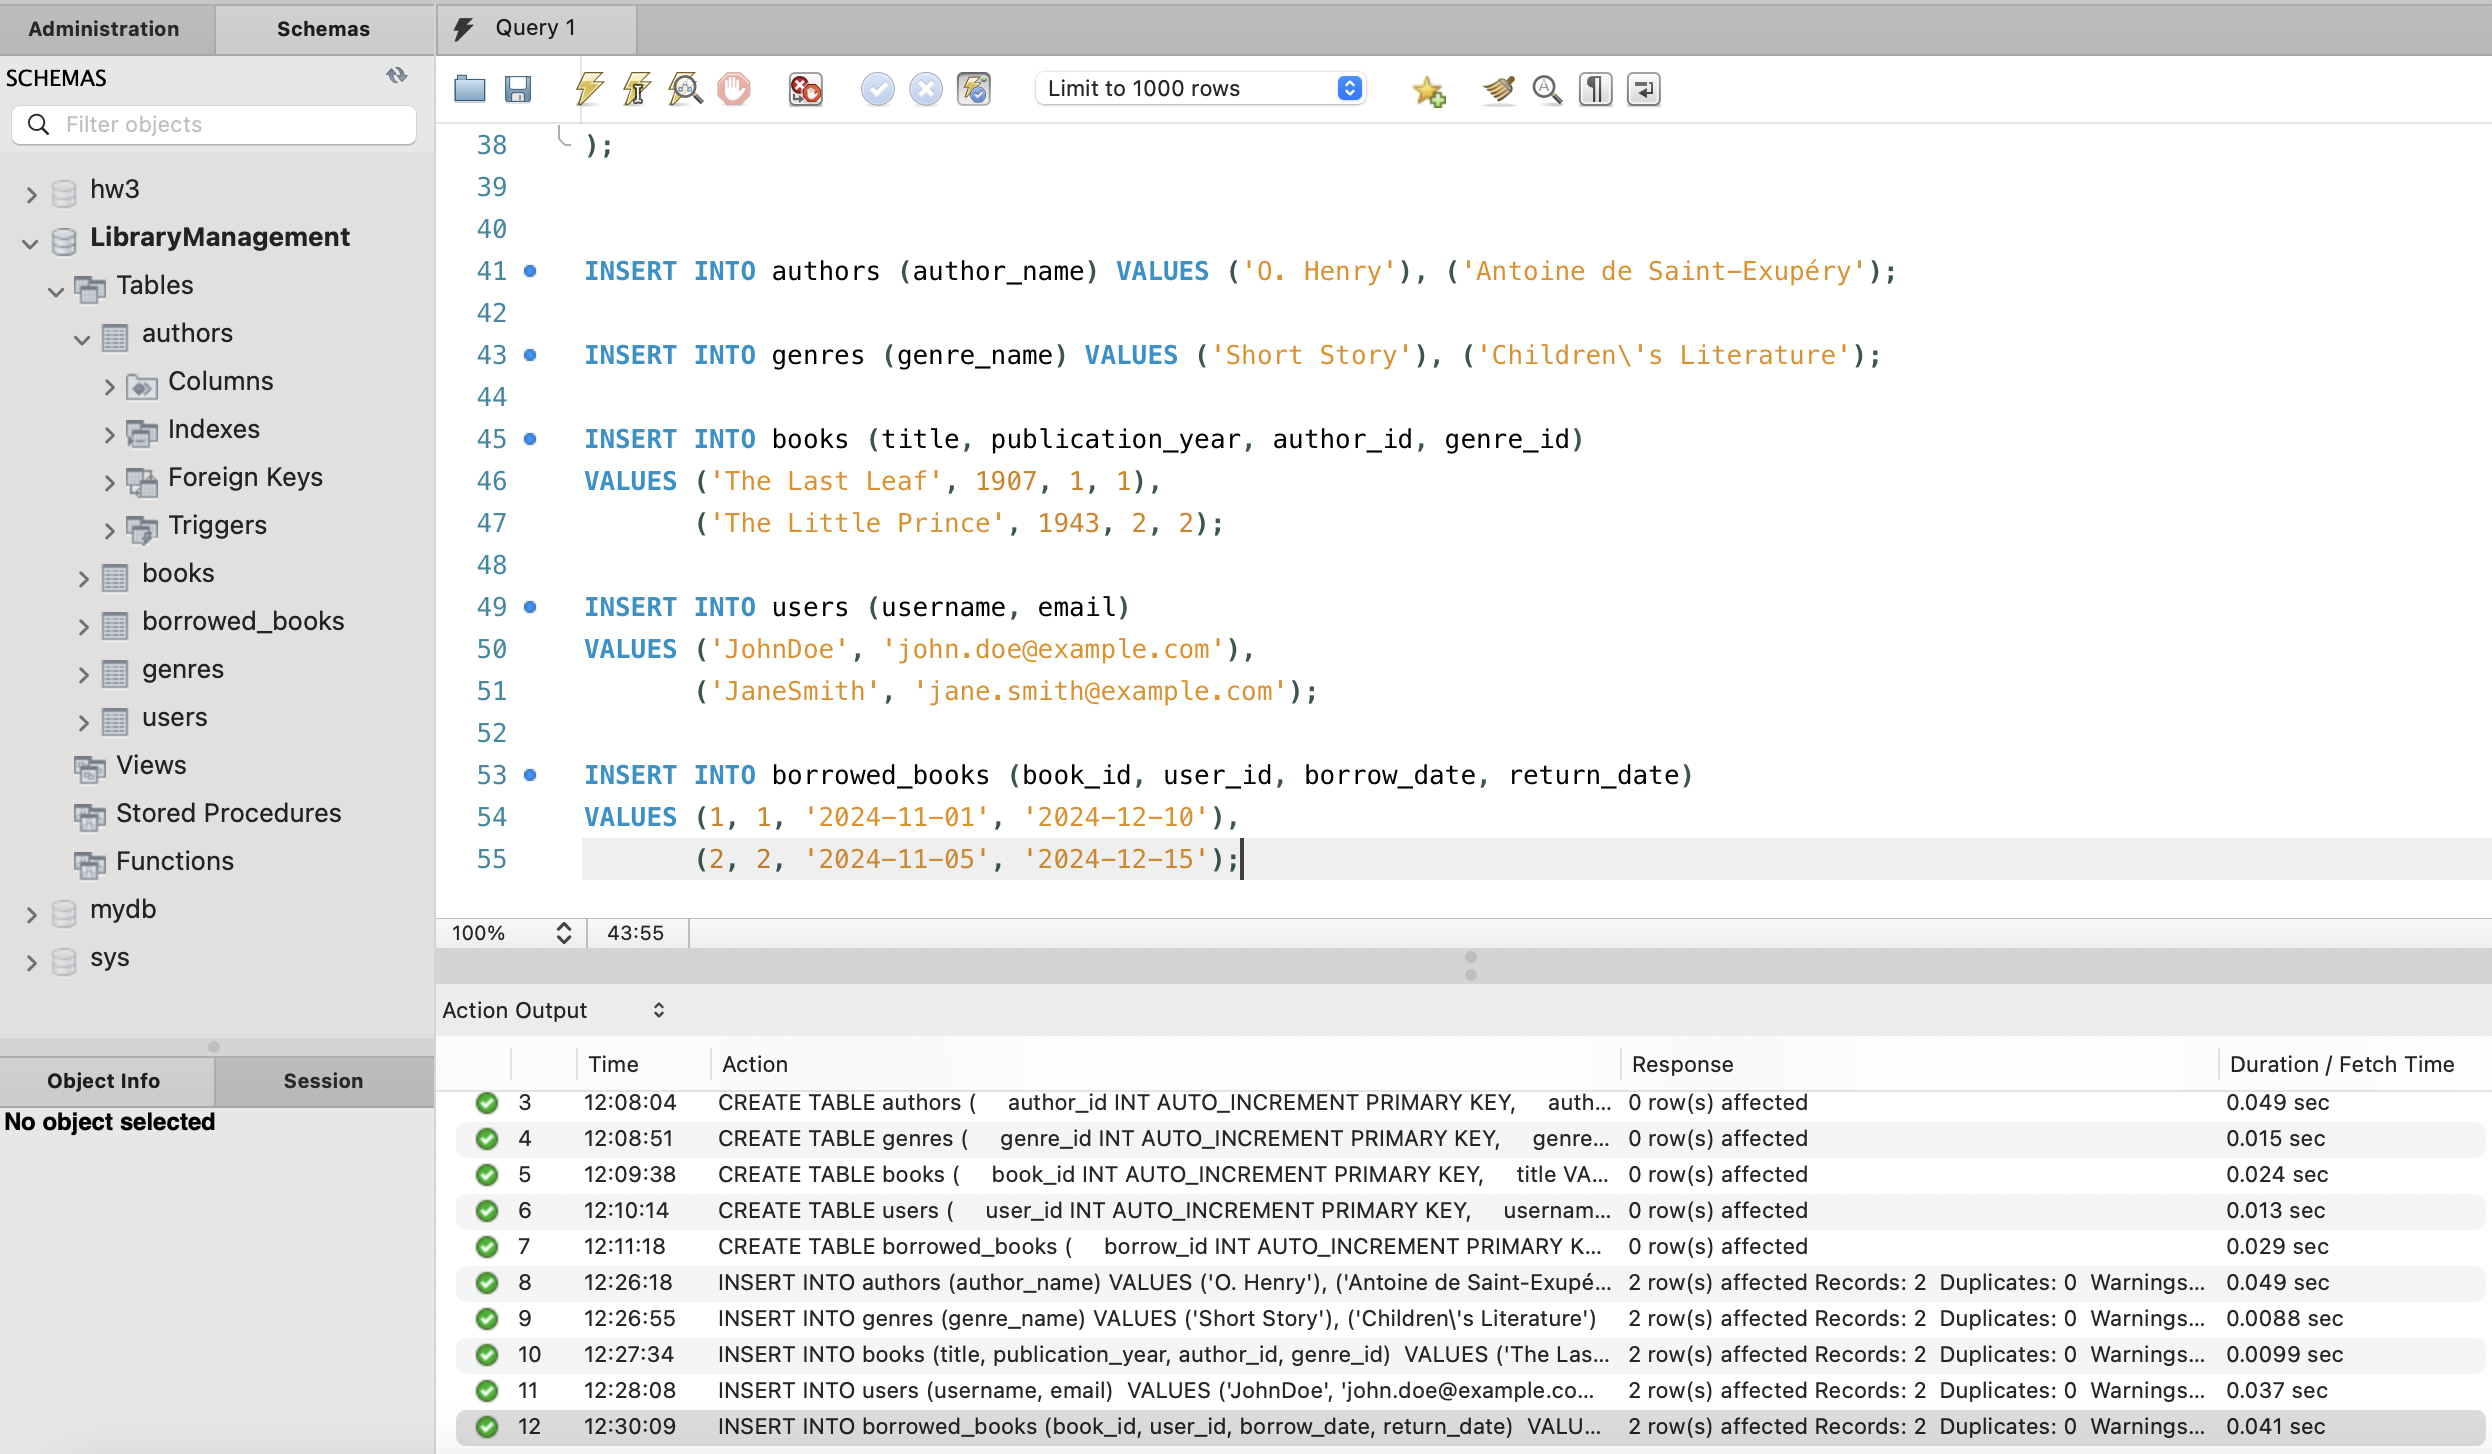 Administration
Schemas
Query 1
SCHEMAS
Filter objects
hw3
LibraryManagement
Tables
authors
Columns
Indexes
Foreign Keys
Triggers
books
borrowed_books
genres
users
Views
Stored Procedures
Functions
mydb
sys
Object Info
Session
No object selected
Limit to 1000 rows
38 );
39
40
41 INSERT INTO authors (author_name) VALUES ('O. Henry'), ('Antoine de Saint-Exupéry');
42
43 INSERT INTO genres (genre_name) VALUES ('Short Story'), ('Children\'s Literature');
44
45 INSERT INTO books (title, publication_year, author_id, genre_id)
46 VALUES ('The Last Leaf', 1907, 1, 1),
47 ('The Little Prince', 1943, 2, 2);
48
49 INSERT INTO users (username, email)
50 VALUES ('JohnDoe', 'john.doe@example.com'),
51 ('JaneSmith', 'jane.smith@example.com');
52
53 INSERT INTO borrowed_books (book_id, user_id, borrow_date, return_date)
54 VALUES (1, 1, '2024-11-01', '2024-12-10'),
55 (2, 2, '2024-11-05', '2024-12-15');
100% 43:55
Action Output
Time Action Response Duration / Fetch Time
3 12:08:04 CREATE TABLE authors ( author_id INT AUTO_INCREMENT PRIMARY KEY, auth... 0 row(s) affected 0.049 sec
4 12:08:51 CREATE TABLE genres ( genre_id INT AUTO_INCREMENT PRIMARY KEY, genre... 0 row(s) affected 0.015 sec
5 12:09:38 CREATE TABLE books ( book_id INT AUTO_INCREMENT PRIMARY KEY, title VA... 0 row(s) affected 0.024 sec
6 12:10:14 CREATE TABLE users ( user_id INT AUTO_INCREMENT PRIMARY KEY, usernam... 0 row(s) affected 0.013 sec
7 12:11:18 CREATE TABLE borrowed_books ( borrow_id INT AUTO_INCREMENT PRIMARY K... 0 row(s) affected 0.029 sec
8 12:26:18 INSERT INTO authors (author_name) VALUES ('O. Henry'), ('Antoine de Saint-Exupé... 2 row(s) affected Records: 2 Duplicates: 0 Warnings... 0.049 sec
9 12:26:55 INSERT INTO genres (genre_name) VALUES ('Short Story'), ('Children\'s Literature') 2 row(s) affected Records: 2 Duplicates: 0 Warnings... 0.0088 sec
10 12:27:34 INSERT INTO books (title, publication_year, author_id, genre_id) VALUES ('The Las... 2 row(s) affected Records: 2 Duplicates: 0 Warnings... 0.0099 sec
11 12:28:08 INSERT INTO users (username, email) VALUES ('JohnDoe', 'john.doe@example.co... 2 row(s) affected Records: 2 Duplicates: 0 Warnings... 0.037 sec
12 12:30:09 INSERT INTO borrowed_books (book_id, user_id, borrow_date, return_date) VALU... 2 row(s) affected Records: 2 Duplicates: 0 Warnings... 0.041 sec